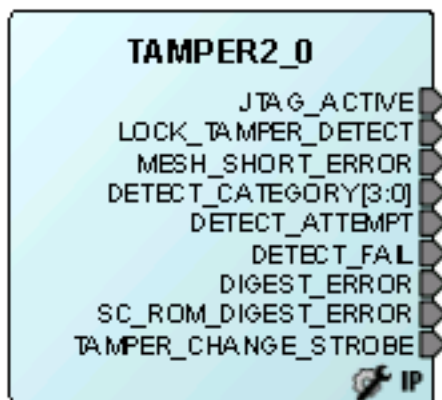 TAMPER2_0
JTAG_ACTIVE
LOCK_TAMPER_DETECT
MESH_SHORT_ERROR
DETECT_CATEGORY[3:0]
DETECT_ATTEMPT
DETECT_FAIL
DIGEST_ERROR
SC_ROM_DIGEST_ERROR
TAMPER_CHANGE_STROBE
IP